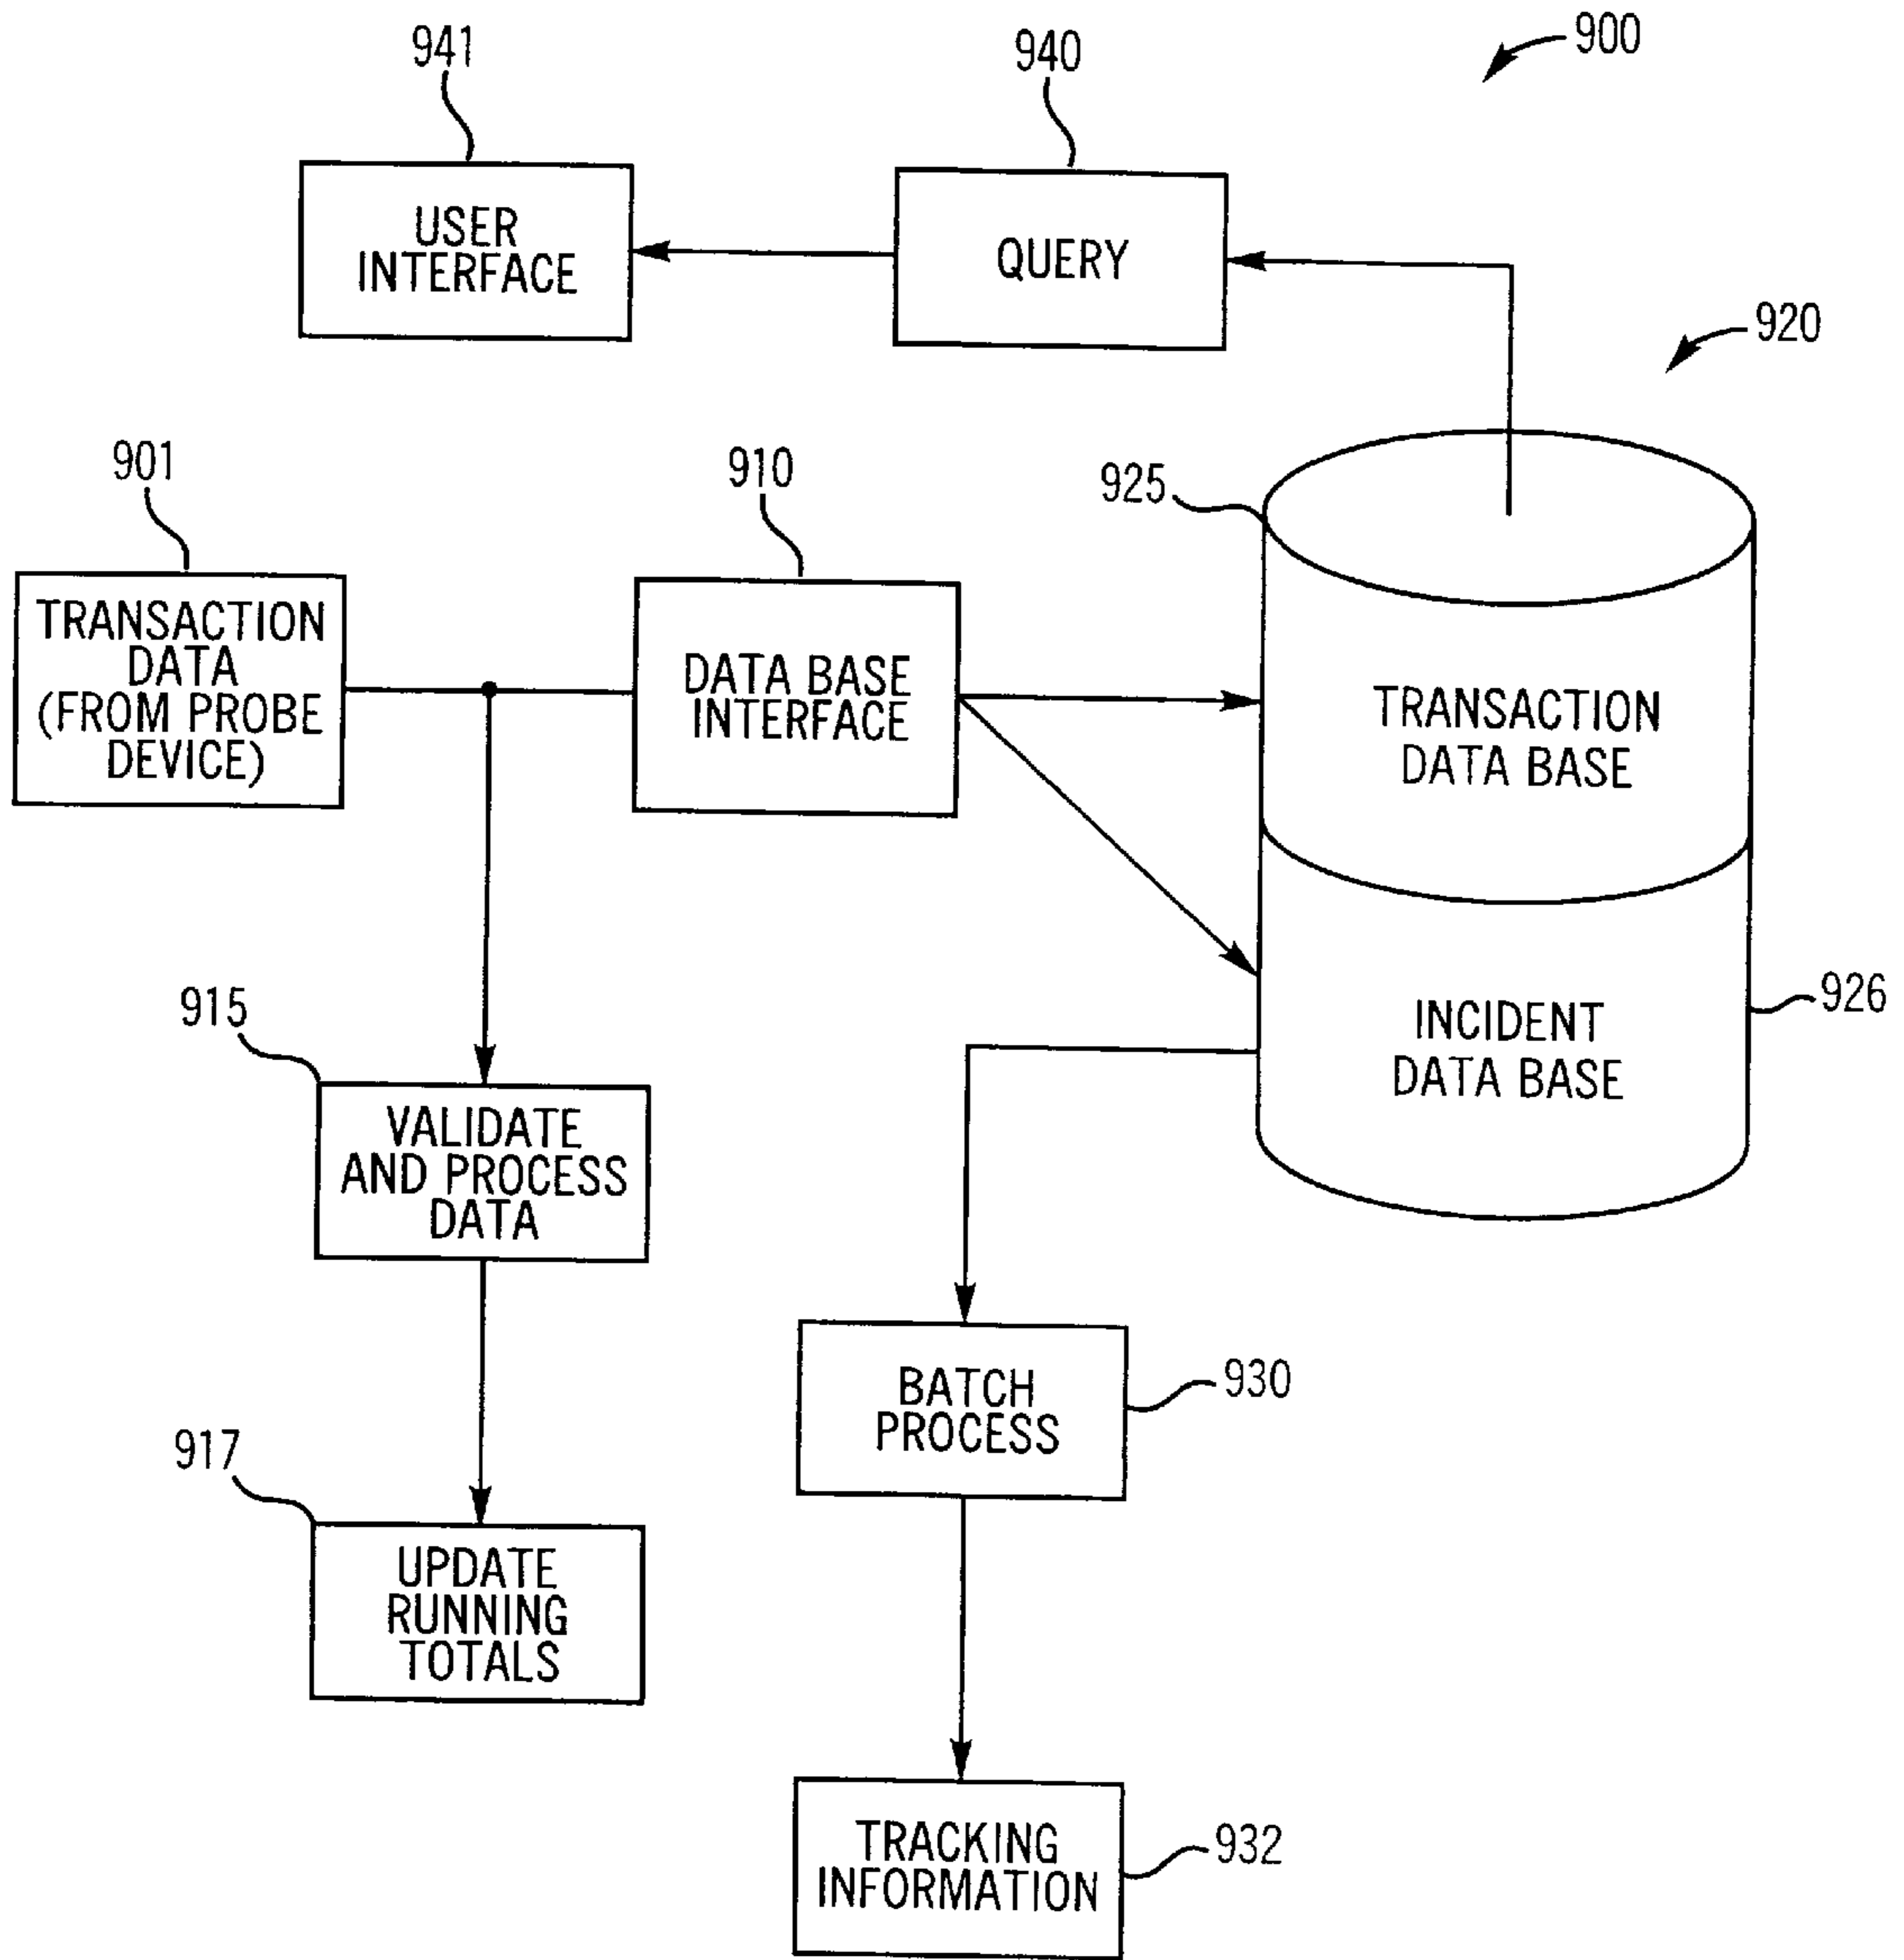 900
941
940
USER
INTERFACE
QUERY
920
901
910
925
TRANSACTION
DATA
(FROM PROBE
DEVICE)
DATA BASE
INTERFACE
TRANSACTION
DATA BASE
915
926
INCIDENT
DATA BASE
VALIDATE
AND PROCESS
DATA
BATCH
PROCESS
930
917
UPDATE
RUNNING
TOTALS
TRACKING
INFORMATION
932